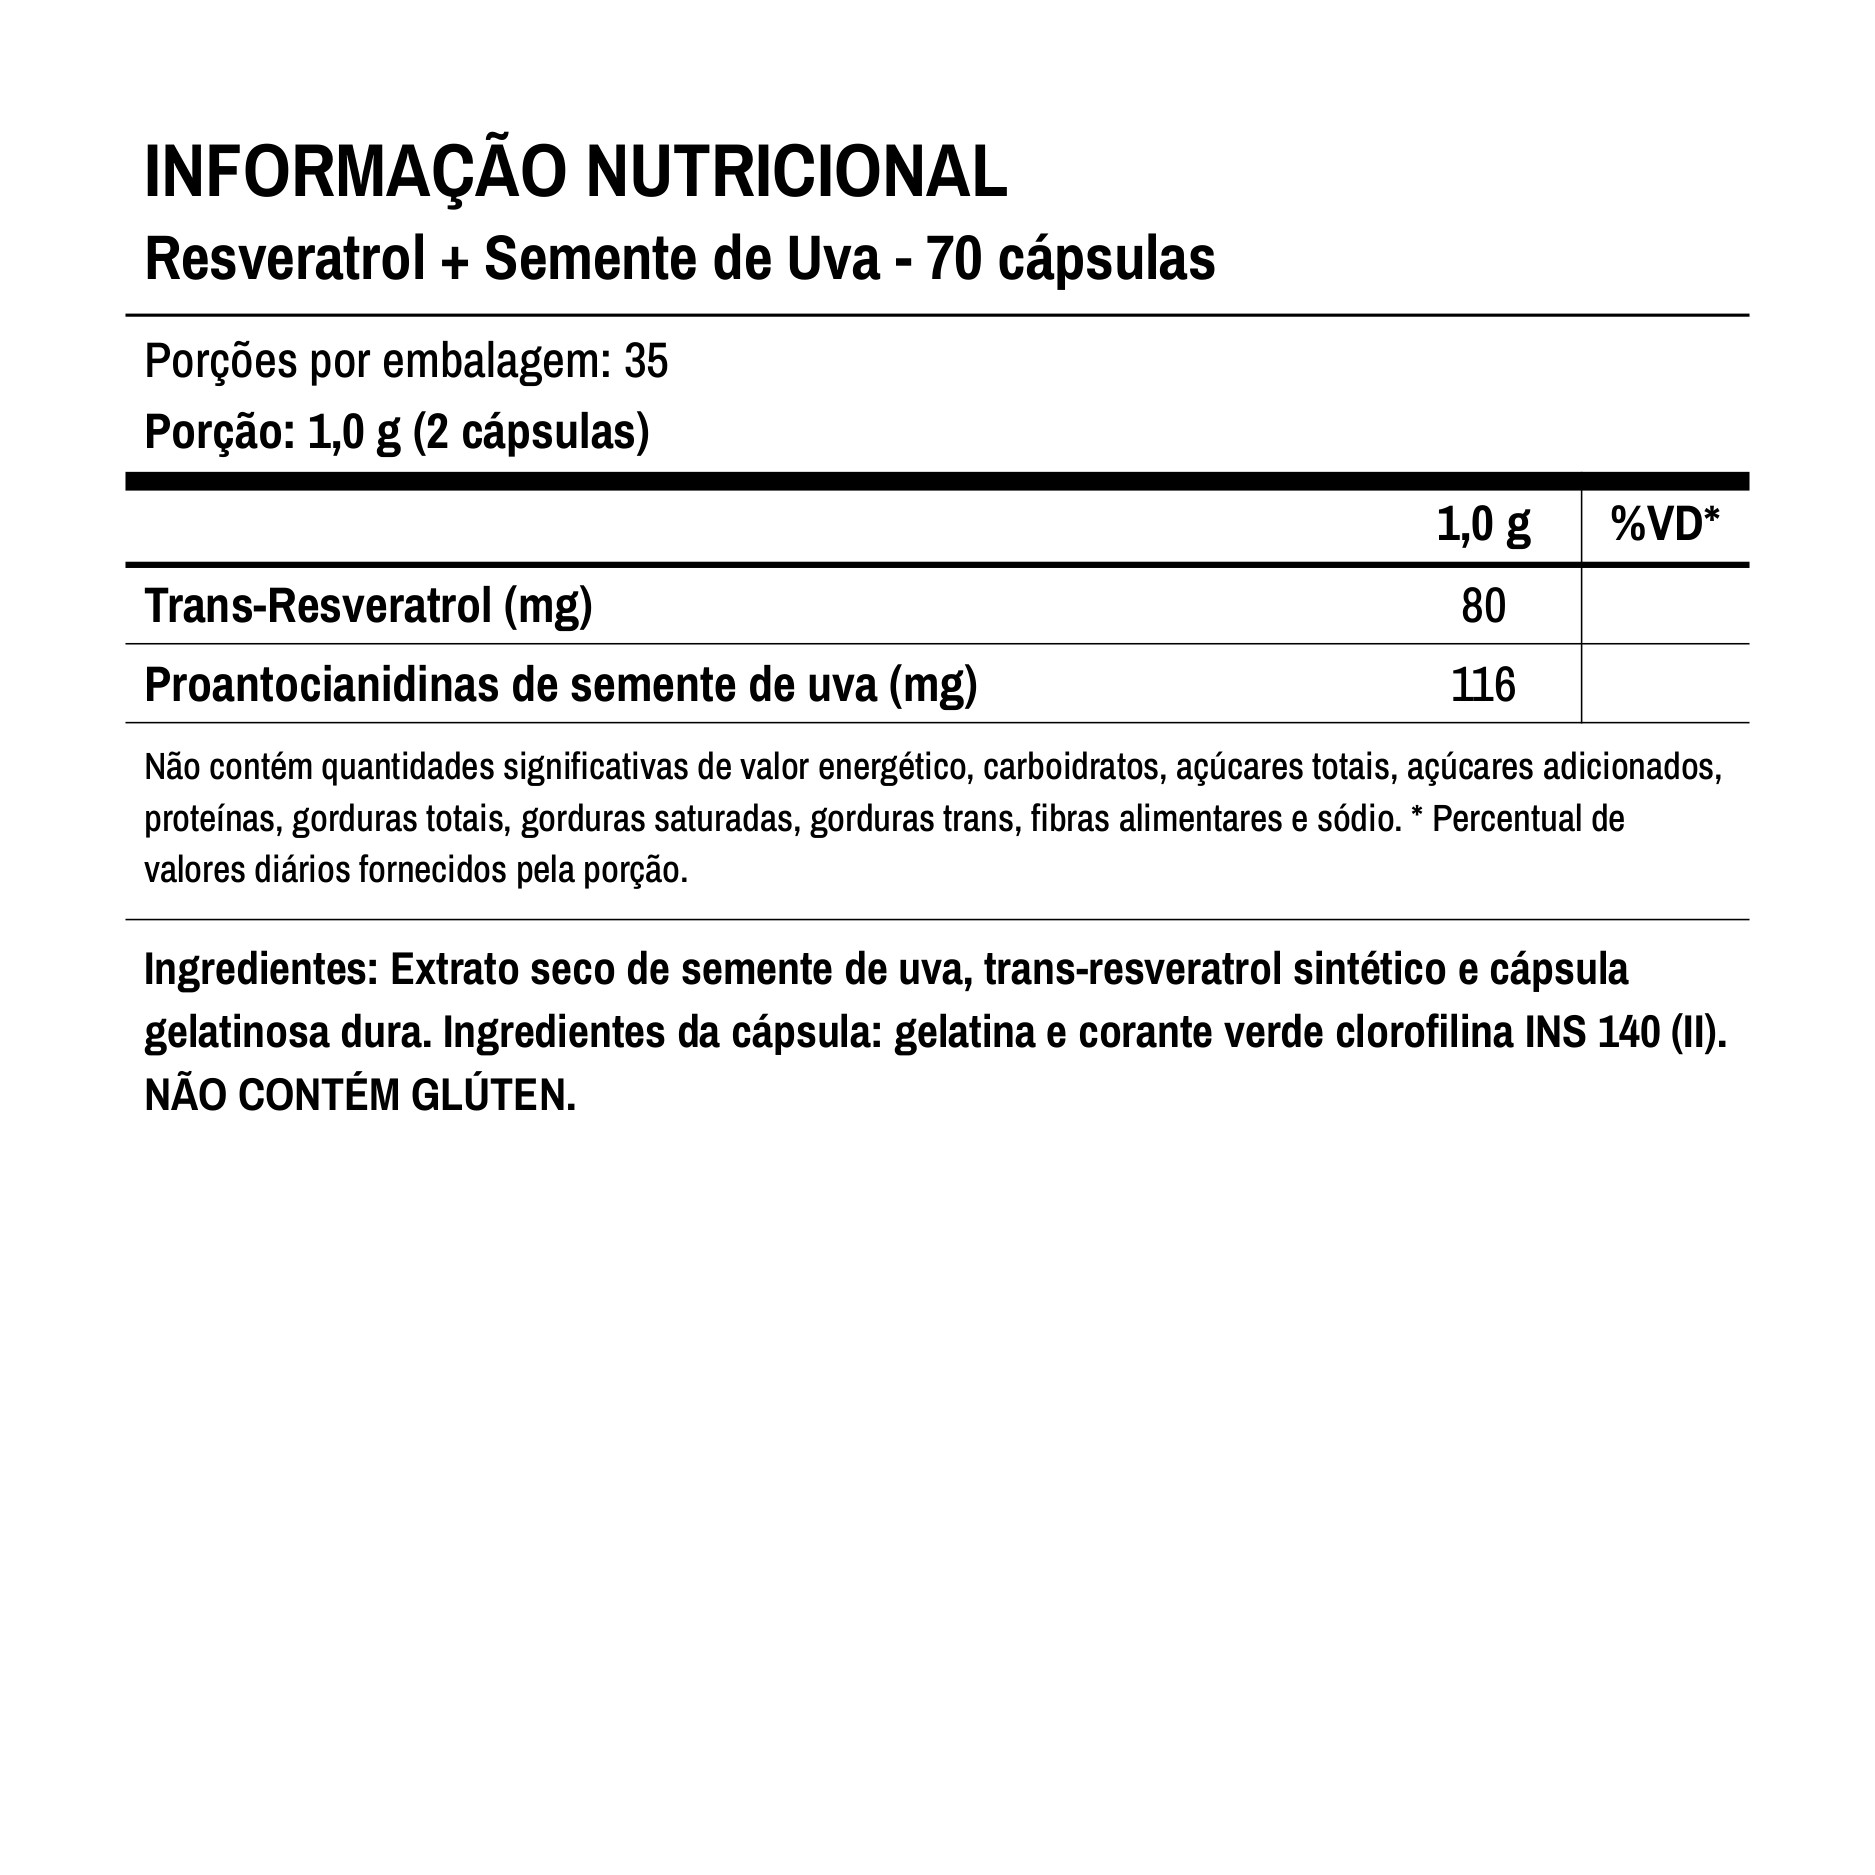 INFORMAÇÃO NUTRICIONAL
Resveratrol + Semente de Uva - 70 cápsulas
Porções por embalagem: 35
Porção: 1,0 g (2 cápsulas)
1,0 g %VD*
Trans-Resveratrol (mg) 80
Proantocianidinas de semente de uva (mg) 116
Não contém quantidades significativas de valor energético, carboidratos, açúcares totais, açúcares adicionados,
proteínas, gorduras totais, gorduras saturadas, gorduras trans, fibras alimentares e sódio. * Percentual de
valores diários fornecidos pela porção.
Ingredientes: Extrato seco de semente de uva, trans-resveratrol sintético e cápsula
gelatinosa dura. Ingredientes da cápsula: gelatina e corante verde clorofilina INS 140 (II).
NÃO CONTÉM GLÚTEN.